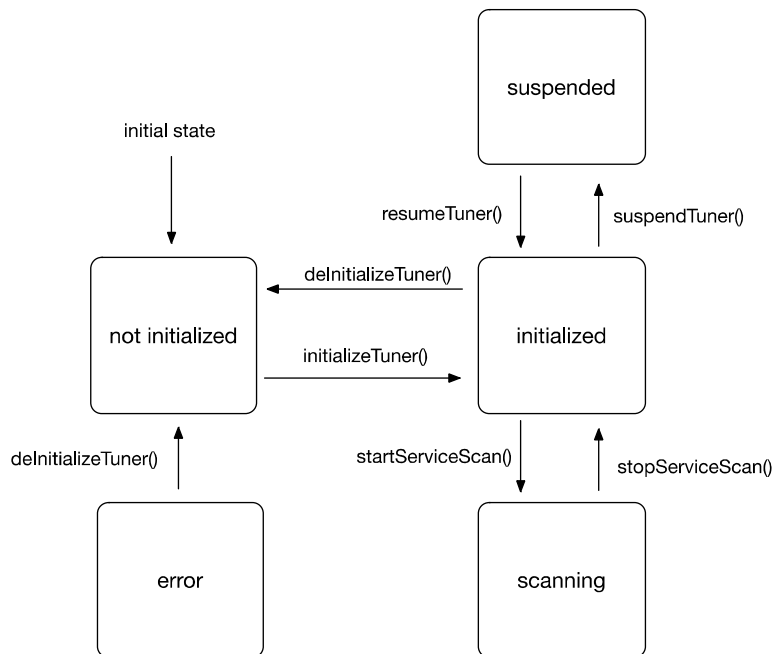 suspended
initial state
resumeTuner()
suspendTuner()
deInitializeTuner()
not initialized
initialized
initializeTuner()
startServiceScan()
deInitializeTuner()
stopServiceScan()
error
scanning